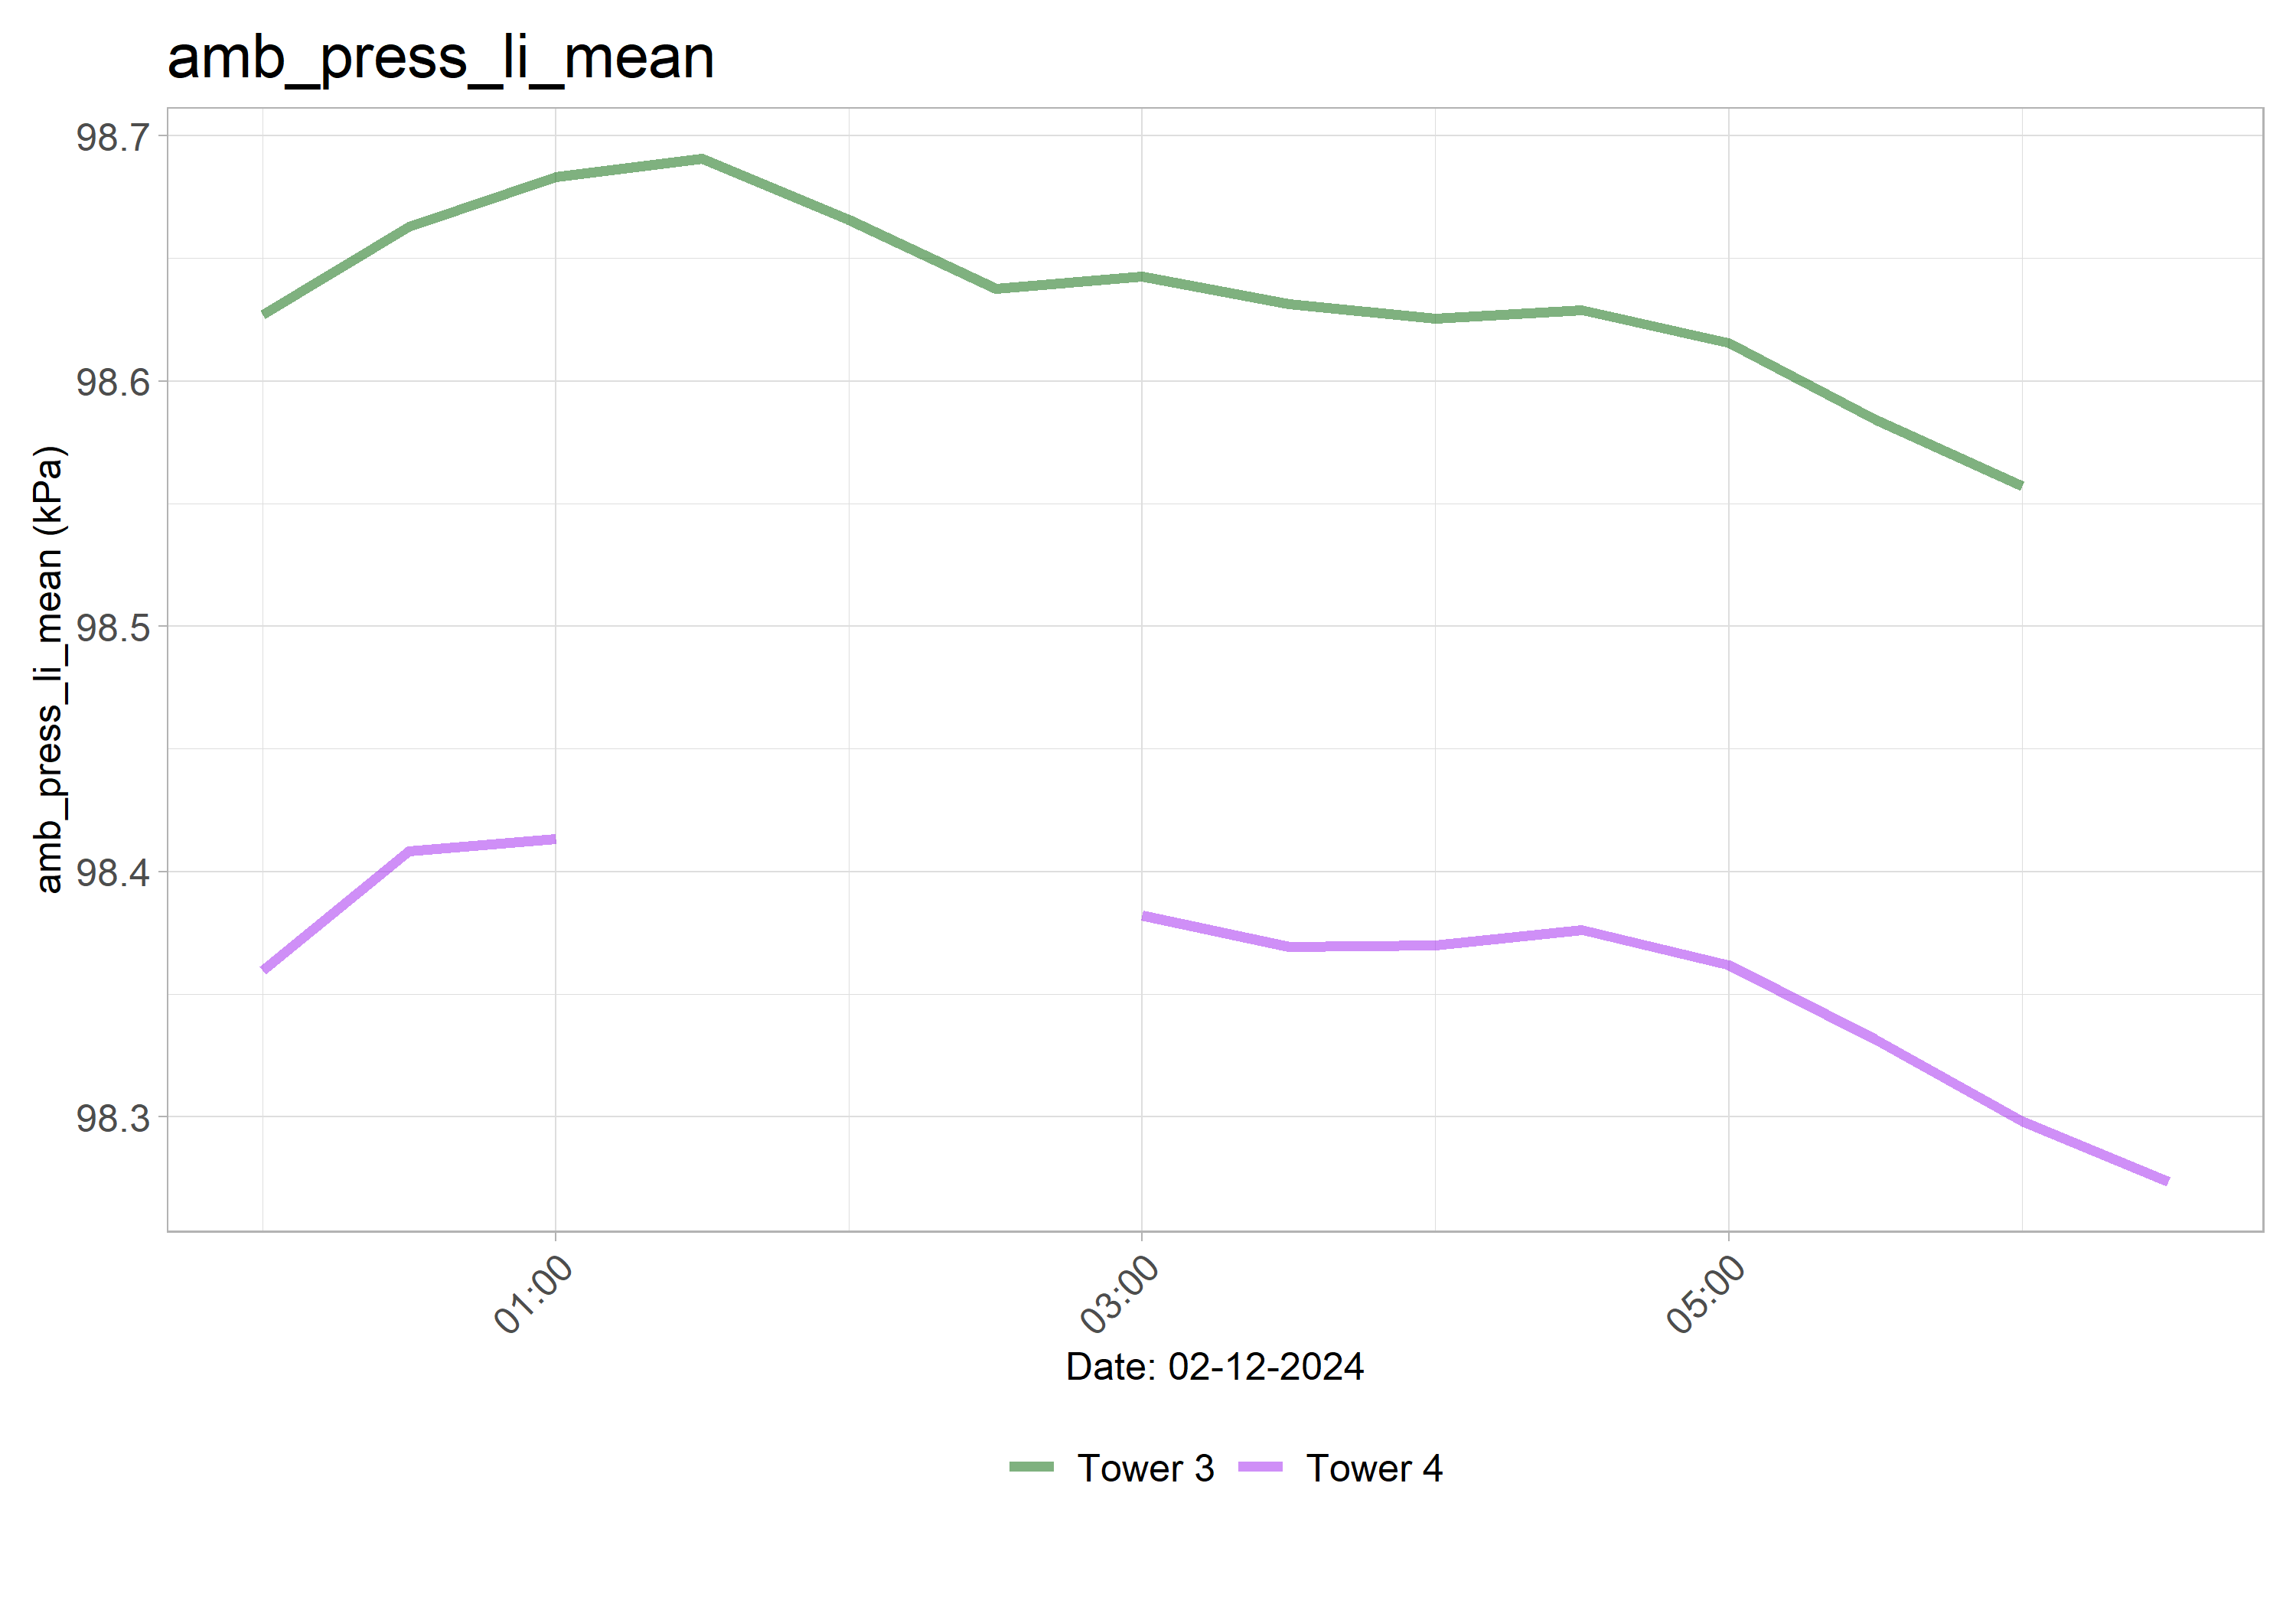 amb_press_li_mean
amb_press_li_mean (kPa)
98.7
98.6
98.5
98.4
98.3
01:00
03:00
05:00
Date: 02-12-2024
Tower 3
Tower 4